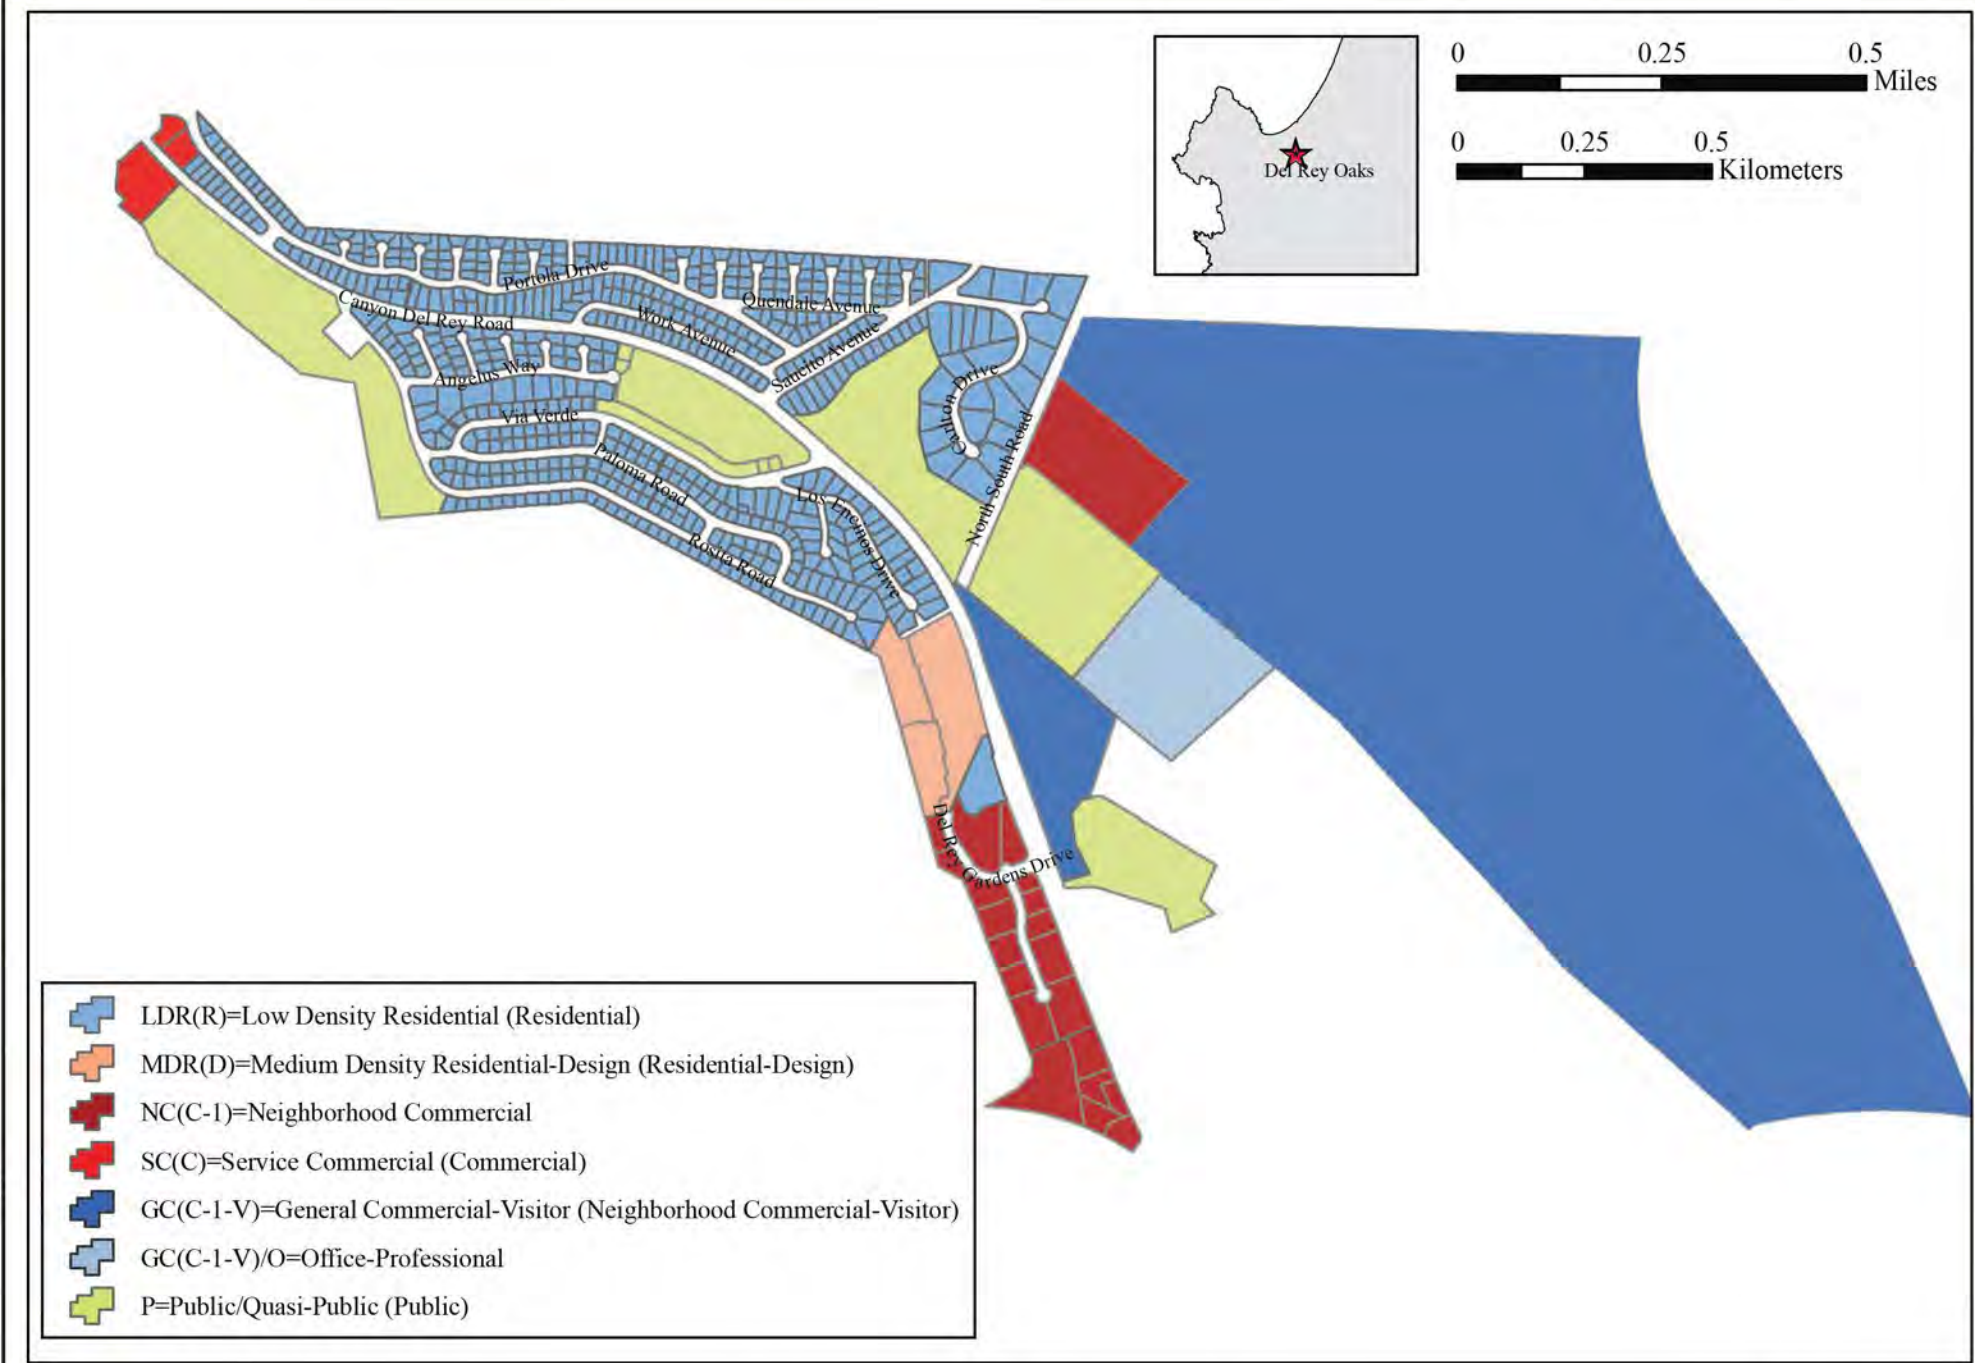 0 0.25 0.5
Miles
0 0.25 0.5
Kilometers
Del Rey Oaks
Portola Drive
Quendale Avenue
Canyon Del Rey Road
Work Avenue
Saucito Avenue
Angelus Way
Carlton Drive
Via Verde
North South Road
Paloma Road
Los Encinos Drive
Rosita Road
Del Rey Gardens Drive
LDR(R)=Low Density Residential (Residential)
MDR(D)=Medium Density Residential-Design (Residential-Design)
NC(C-1)=Neighborhood Commercial
SC(C)=Service Commercial (Commercial)
GC(C-1-V)=General Commercial-Visitor (Neighborhood Commercial-Visitor)
GC(C-1-V)/O=Office-Professional
P=Public/Quasi-Public (Public)